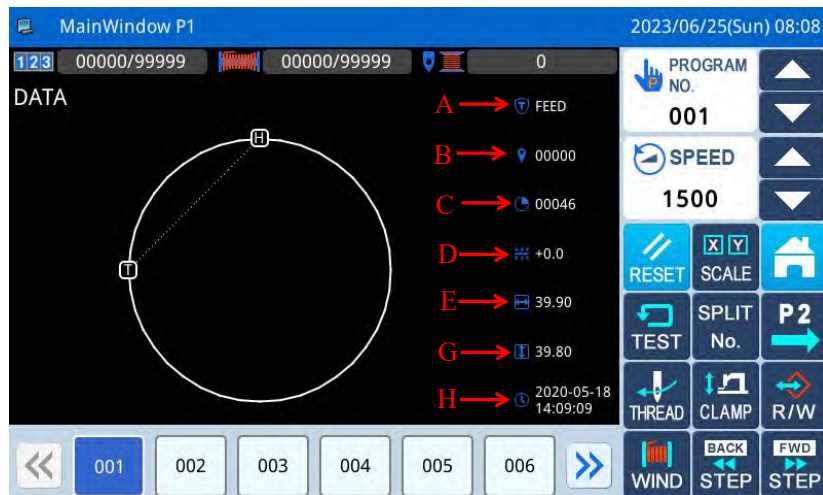 MainWindow P1
2023/06/25(Sun) 08:08
123 00000/99999 00000/99999 0
DATA
H
T
A T FEED
B 00000
C 00046
D +0.0
E 39.90
G 39.80
H 2020-05-18
14:09:09
P PROGRAM
NO.
001
SPEED
1500
RESET
X Y
SCALE
TEST
SPLIT
No.
P2
THREAD
CLAMP
R/W
WIND
BACK
STEP
FWD
STEP
001 002 003 004 005 006